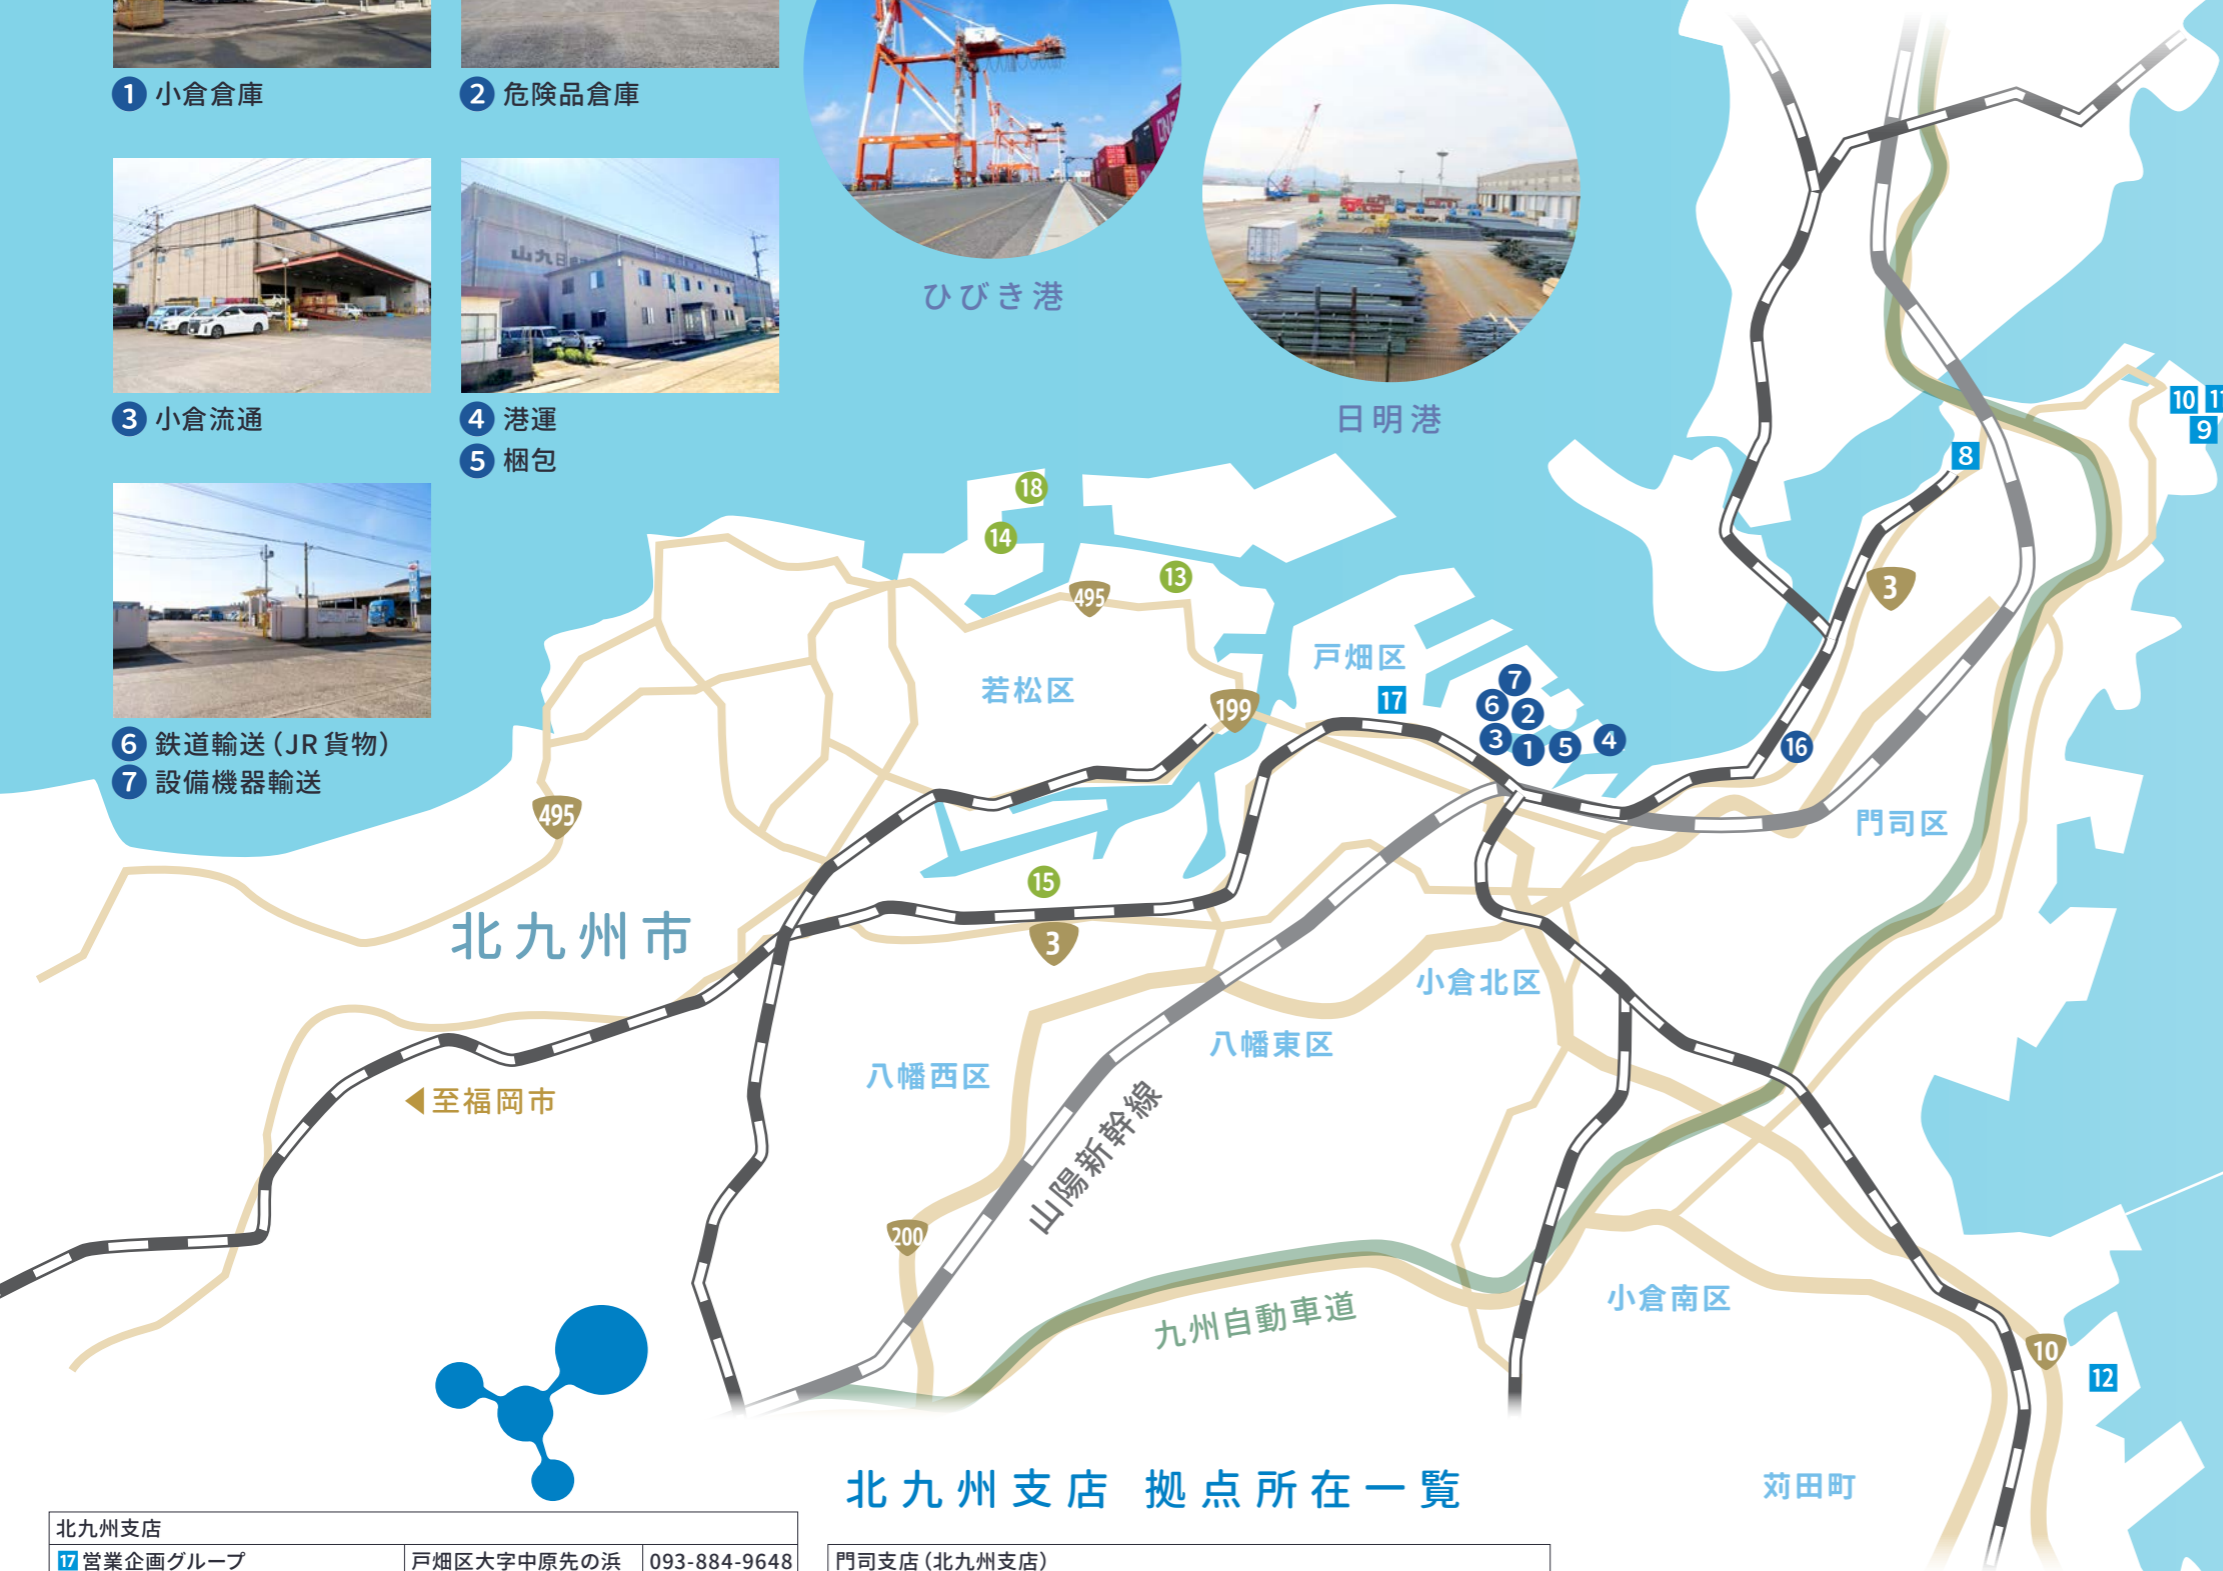 1 小倉倉庫
2 危険品倉庫
3 小倉流通
4 港運
5 梱包
6 鉄道輸送（JR貨物）
7 設備機器輸送
ひびき港
日明港
10
9
8
18
14
13
495
3
戸畑区
若松区
17
7
6
2
3
1
5
4
199
16
495
門司区
15
北九州市
3
小倉北区
八幡東区
八幡西区
至福岡市
山陽新幹線
200
九州自動車道
小倉南区
10
12
苅田町
北九州支店 拠点所在一覧
北九州支店
17 営業企画グループ 戸畑区大字中原先の浜 093-884-9648
門司支店（北九州支店）